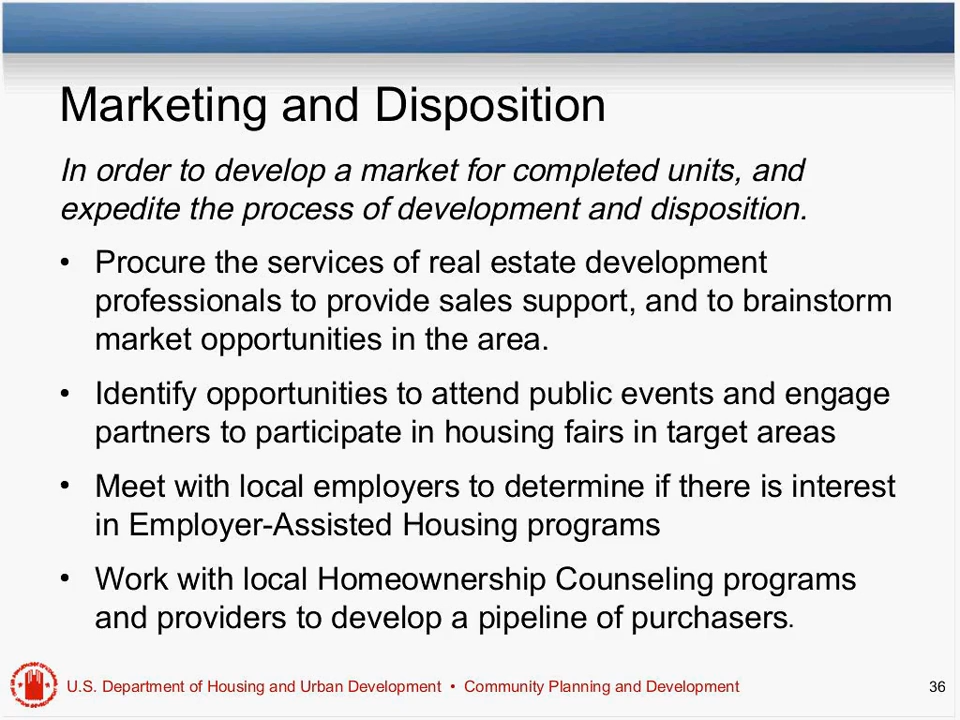 Marketing and Disposition
In order to develop a market for completed units, and
expedite the process of development and disposition.
• Procure the services of real estate development
professionals to provide sales support, and to brainstorm
market opportunities in the area.
• Identify opportunities to attend public events and engage
partners to participate in housing fairs in target areas
• Meet with local employers to determine if there is interest
in Employer-Assisted Housing programs
• Work with local Homeownership Counseling programs
and providers to develop a pipeline of purchasers.
U.S. Department of Housing and Urban Development • Community Planning and Development 36